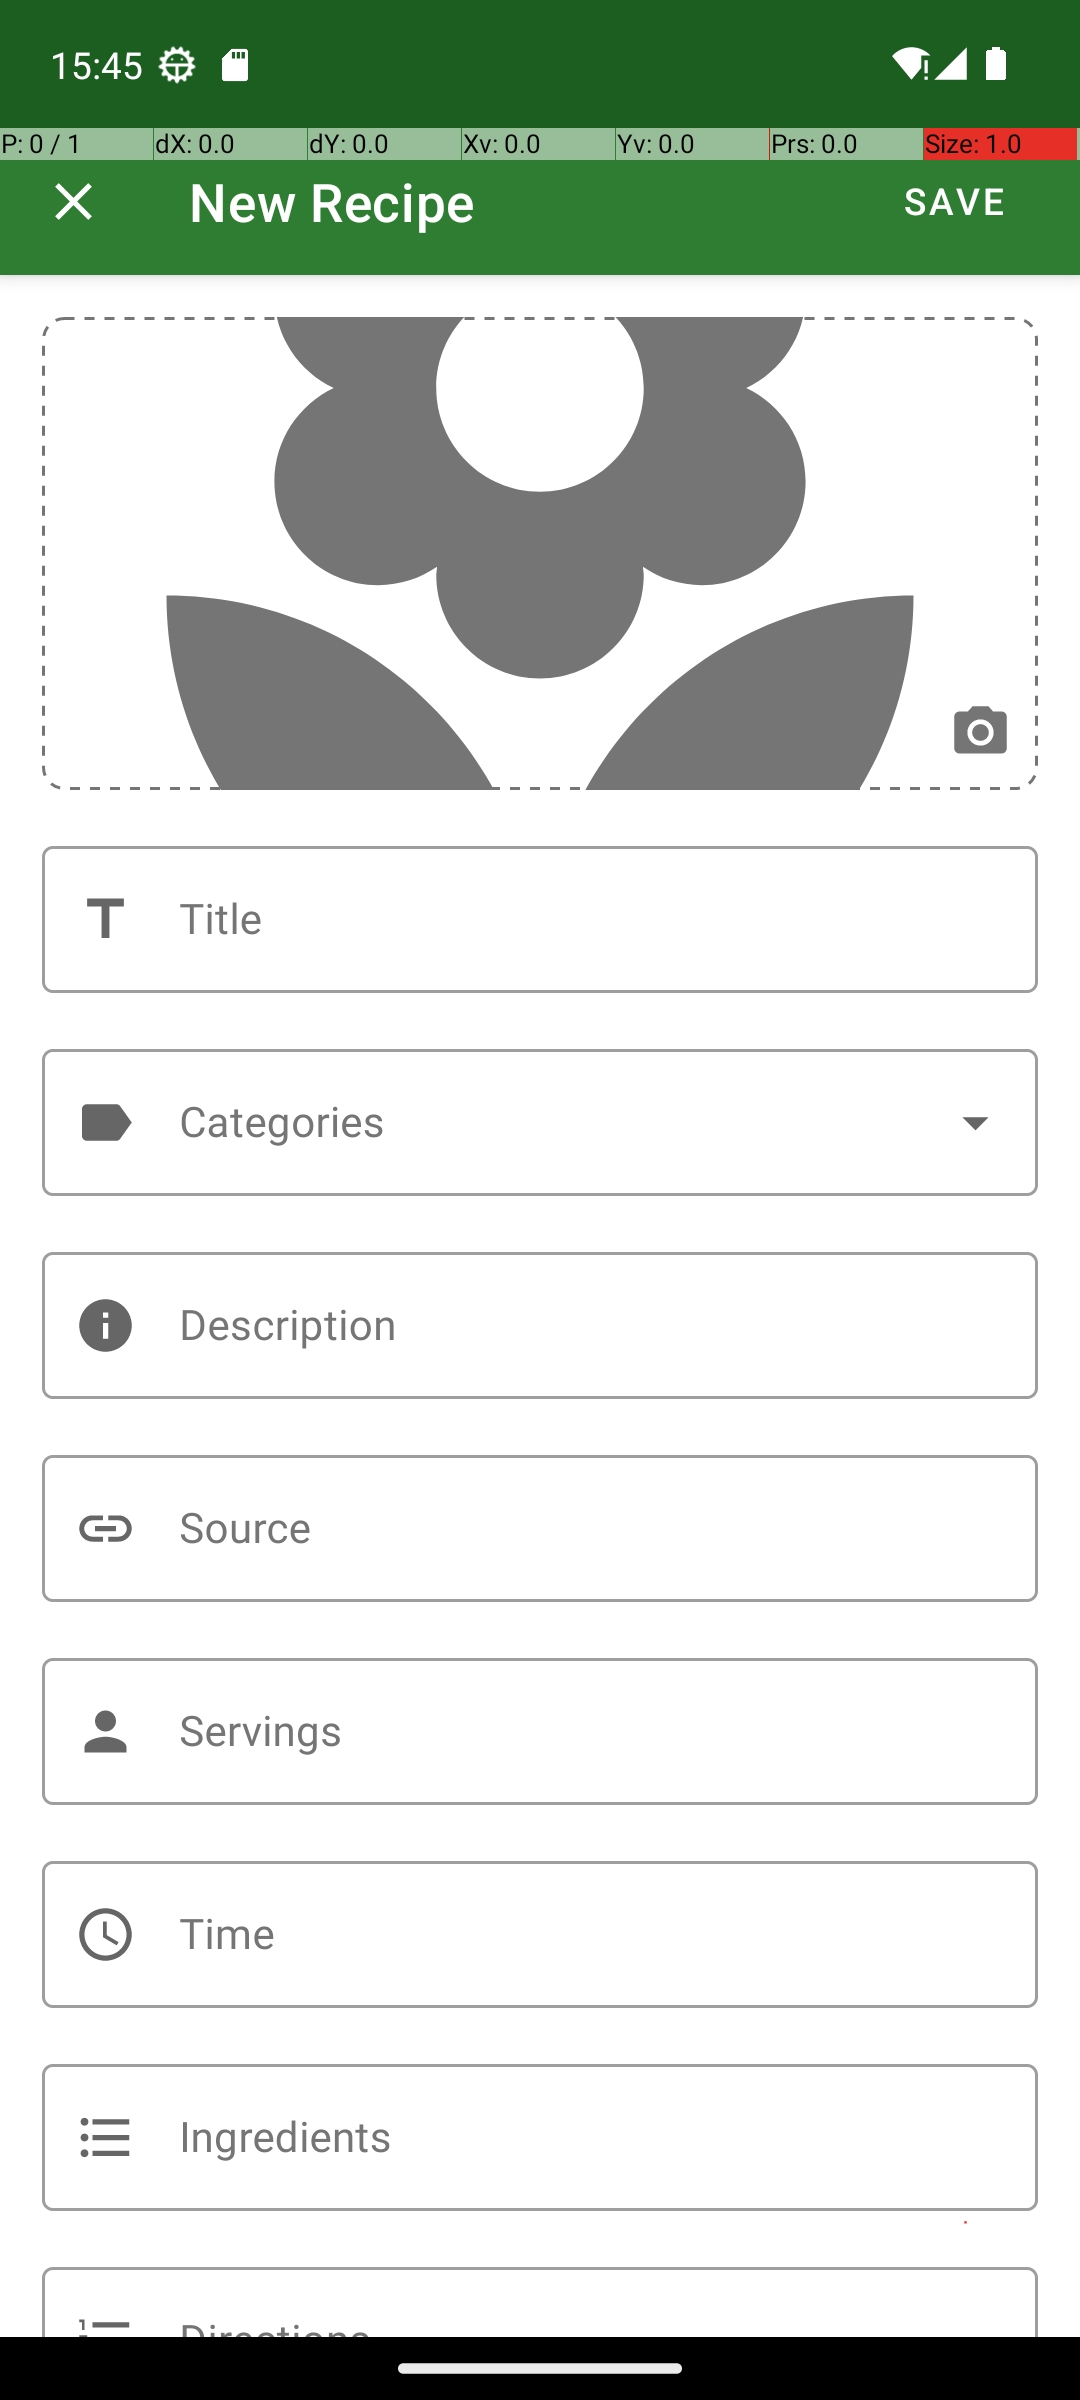 15:45
P: 0 / 1 dX: 0.0 dY: 0.0 Xv: 0.0 Yv: 0.0 Prs: 0.0 Size: 1.0
New Recipe SAVE
Title
Categories
Description
Source
Servings
Time
Ingredients
Directions